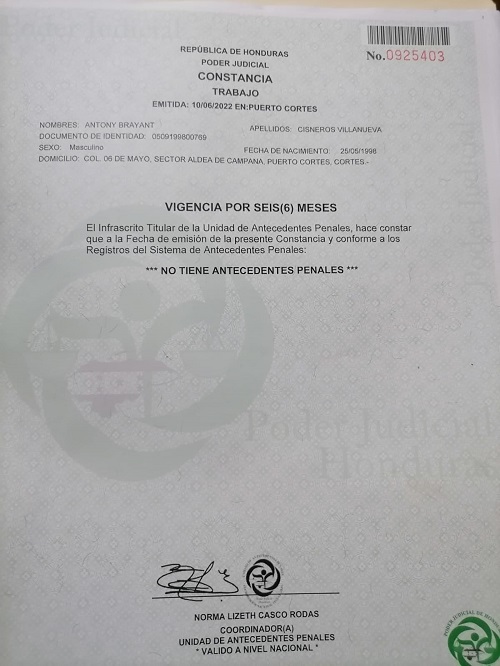 Poder Judicial
No.0925403
REPÚBLICA DE HONDURAS
PODER JUDICIAL
CONSTANCIA
TRABAJO
EMITIDA: 10/06/2022 EN:PUERTO CORTES
NOMBRES: ANTONY BRAYANT APELLIDOS: CISNEROS VILLANUEVA
DOCUMENTO DE IDENTIDAD: 0509199800769
SEXO: Masculino FECHA DE NACIMIENTO: 25/05/1998
DOMICILIO: COL. 06 DE MAYO, SECTOR ALDEA DE CAMPANA, PUERTO CORTES, CORTES.-
VIGENCIA POR SEIS(6) MESES
El Infrascrito Titular de la Unidad de Antecedentes Penales, hace constar
que a la Fecha de emisión de la presente Constancia y conforme a los
Registros del Sistema de Antecedentes Penales:
*** NO TIENE ANTECEDENTES PENALES ***
Poder Judicial
Honduras
NORMA LIZETH CASCO RODAS
COORDINADOR(A)
UNIDAD DE ANTECEDENTES PENALES
* VALIDO A NIVEL NACIONAL *
PODER JUDICIAL DE